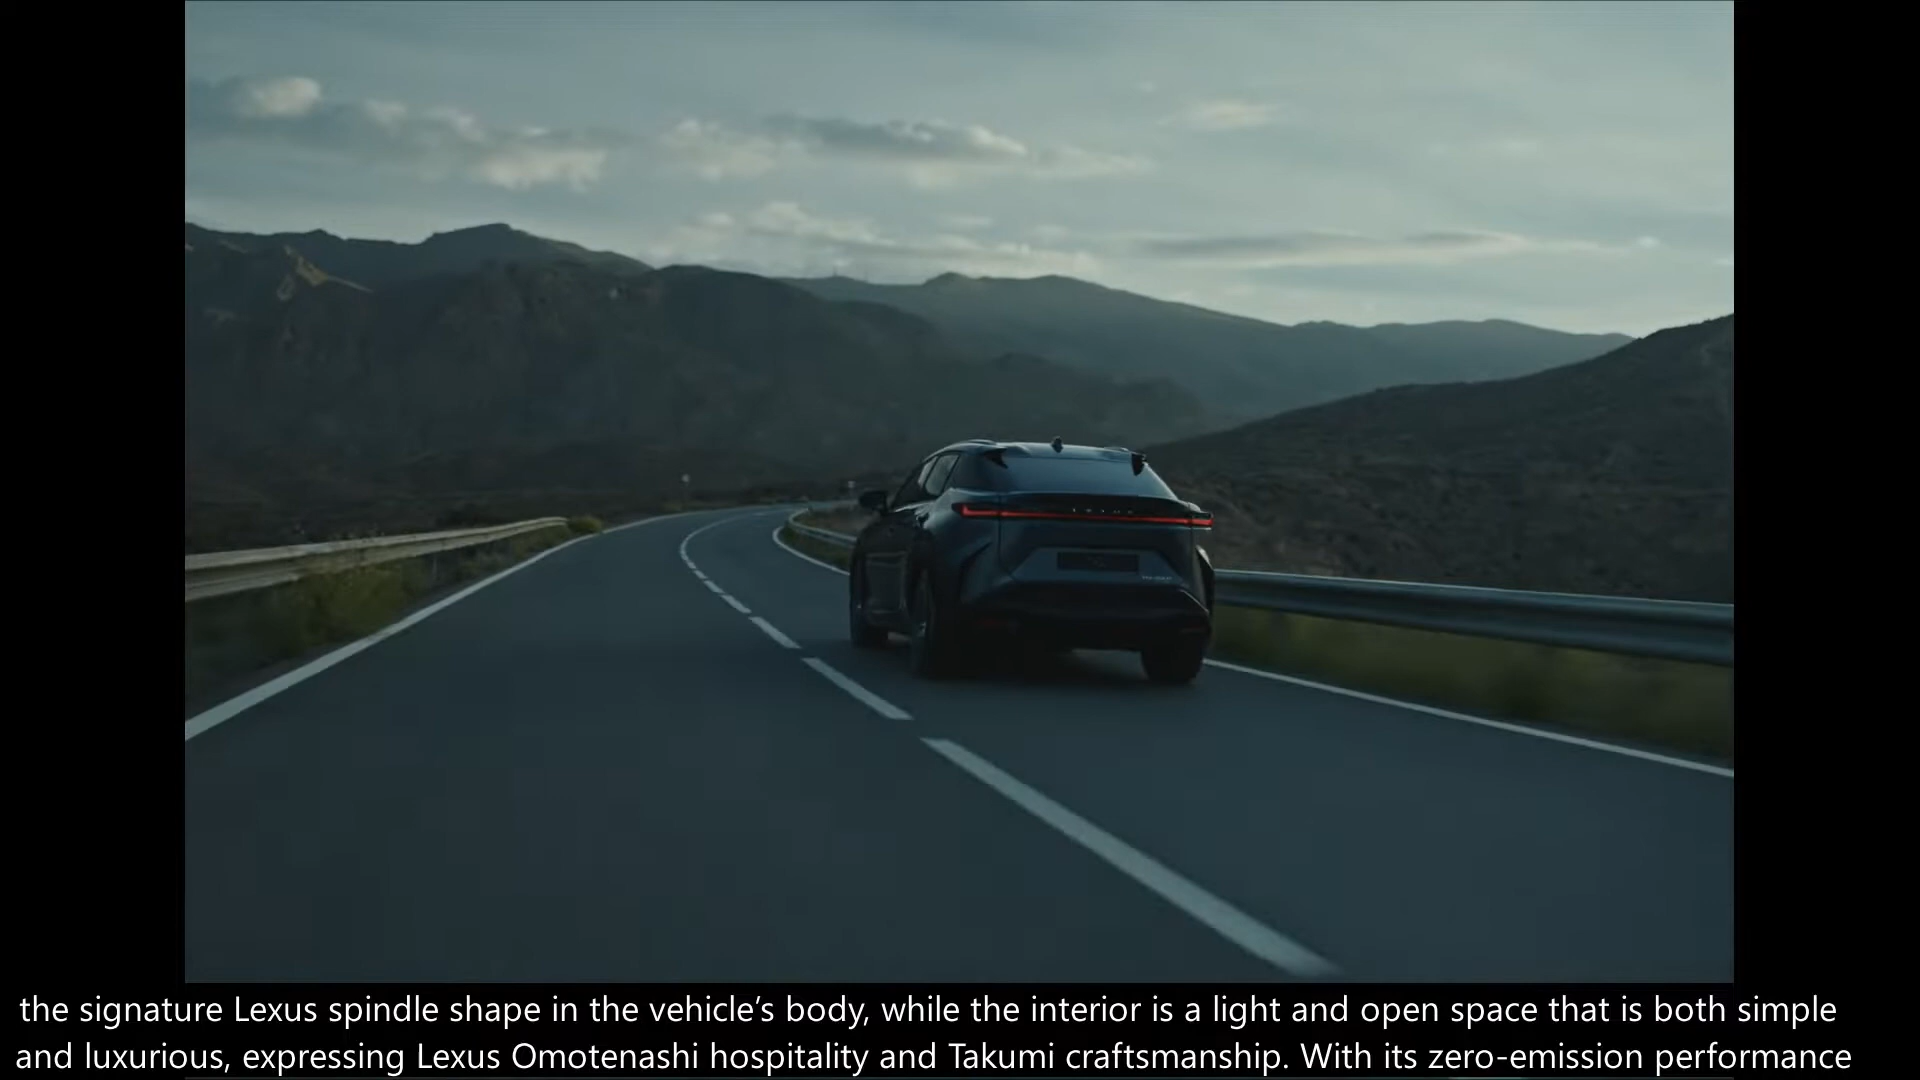 LEXUS
the signature Lexus spindle shape in the vehicle’s body, while the interior is a light and open space that is both simple
and luxurious, expressing Lexus Omotenashi hospitality and Takumi craftsmanship. With its zero-emission performance